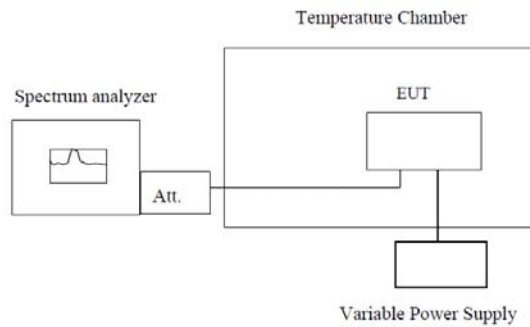 Temperature Chamber
Spectrum analyzer
EUT
Att.
Variable Power Supply